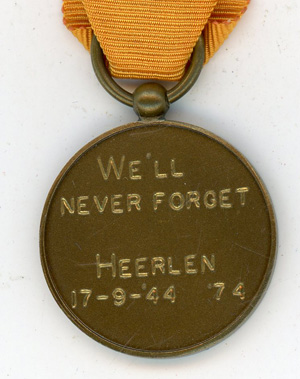 WE'LL
NEVER FORGET
HEERLEN
17-9-'44 '74